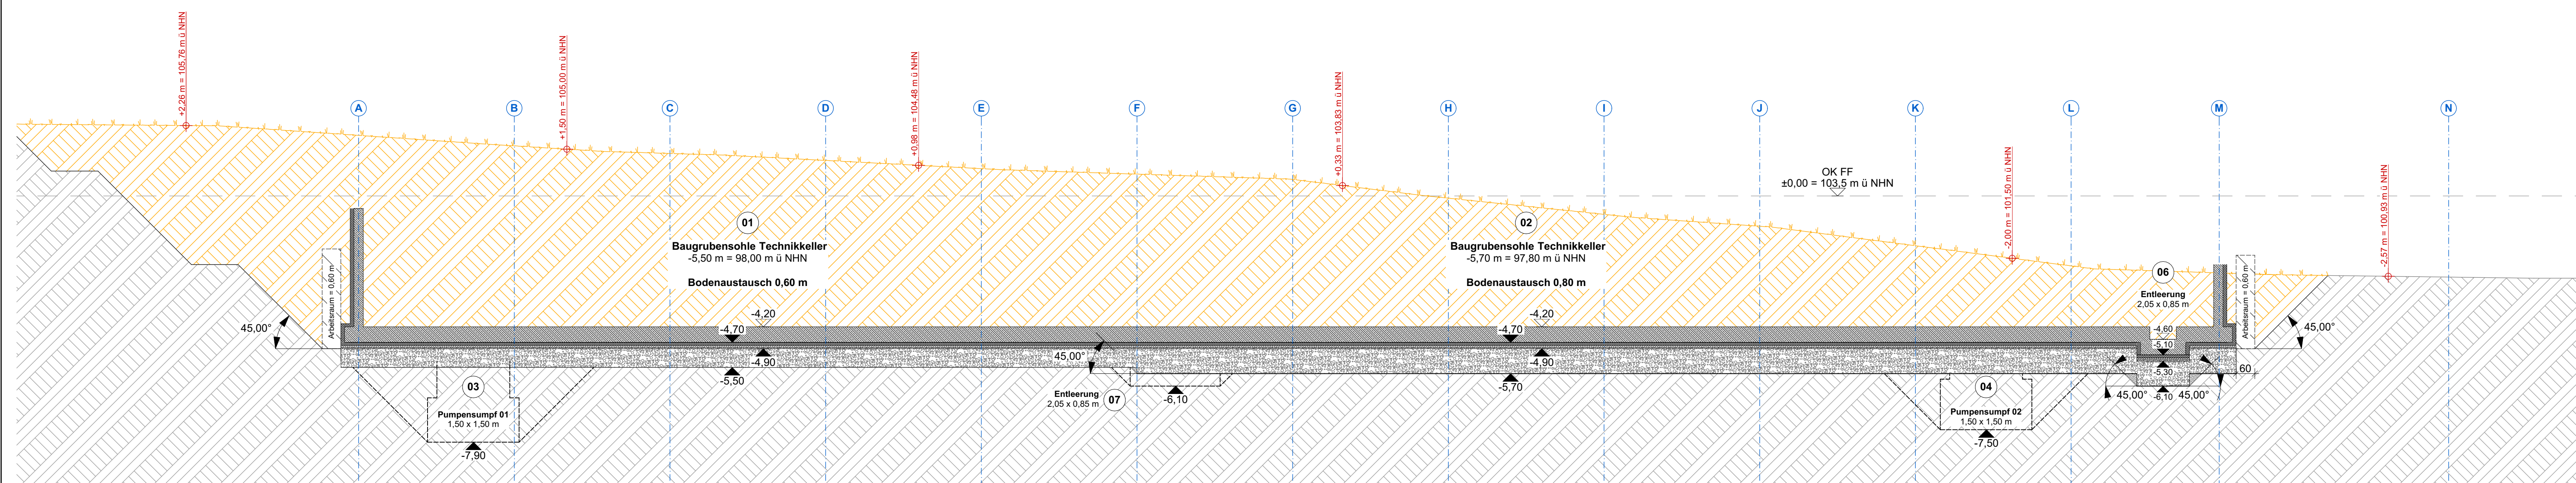 +2,26 m = 105,76 m ü NHN
+1,50 m = 105,00 m ü NHN
+0,98 m = 104,48 m ü NHN
+0,33 m = 103,83 m ü NHN
-2,00 m = 101,50 m ü NHN
-2,57 m = 100,93 m ü NHN
A
B
C
D
E
F
G
H
I
J
K
L
M
N
OK FF
±0,00 = 103,5 m ü NHN
01
Baugrubensohle Technikkeller
-5,50 m = 98,00 m ü NHN
Bodenaustausch 0,60 m
02
Baugrubensohle Technikkeller
-5,70 m = 97,80 m ü NHN
Bodenaustausch 0,80 m
06
Entleerung
2,05 x 0,85 m
Arbeitsraum = 0,60 m
Arbeitsraum = 0,60 m
45,00°
-4,20
-4,70
-4,90
-5,50
45,00°
-4,20
-4,70
-4,90
-5,70
-4,60
-5,10
-5,30
-6,10
45,00°
45,00°
45,00°
60
03
Pumpensumpf 01
1,50 x 1,50 m
-7,90
Entleerung
2,05 x 0,85 m
07
-6,10
04
Pumpensumpf 02
1,50 x 1,50 m
-7,50